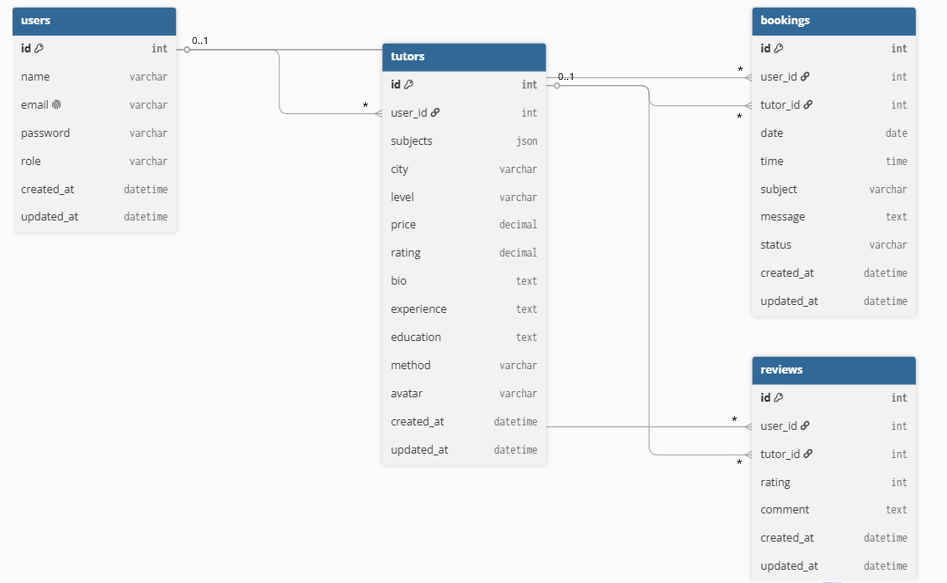 users
id int
name varchar
email @ varchar
password varchar
role varchar
created_at datetime
updated_at datetime
0..1
*
tutors
id int
user_id int
subjects json
city varchar
level varchar
price decimal
rating decimal
bio text
experience text
education text
method varchar
avatar varchar
created_at datetime
updated_at datetime
0..1
*
*
bookings
id int
user_id int
tutor_id int
date date
time time
subject varchar
message text
status varchar
created_at datetime
updated_at datetime
*
*
reviews
id int
user_id int
tutor_id int
rating int
comment text
created_at datetime
updated_at datetime